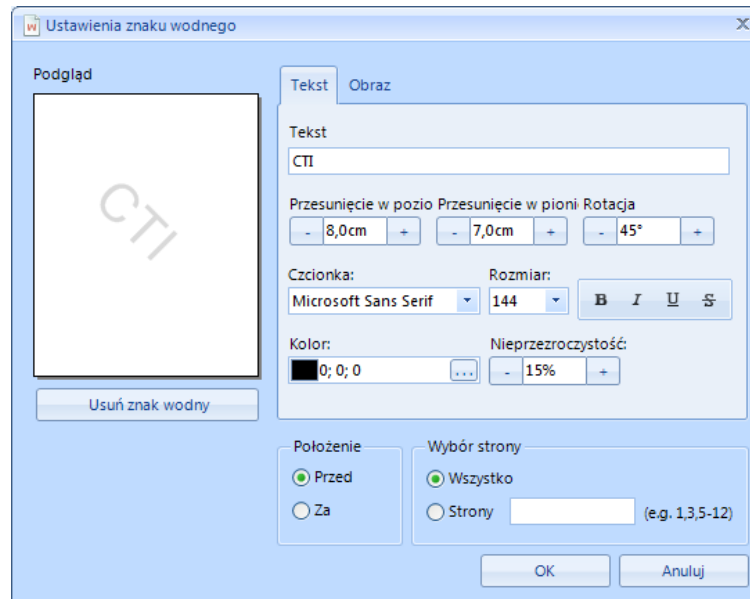 Ustawienia znaku wodnego
Podgląd
CTI
Usuń znak wodny
Tekst Obraz
Tekst
CTI
Przesunięcie w pozio Przesunięcie w pioni Rotacja
- 8,0cm + - 7,0cm + - 45° +
Czcionka: Rozmiar:
Microsoft Sans Serif 144 B I U S
Kolor: Nieprzezroczystość:
0; 0; 0 ... - 15% +
Położenie
Przed
Za
Wybór strony
Wszystko
Strony (e.g. 1,3,5-12)
OK Anuluj